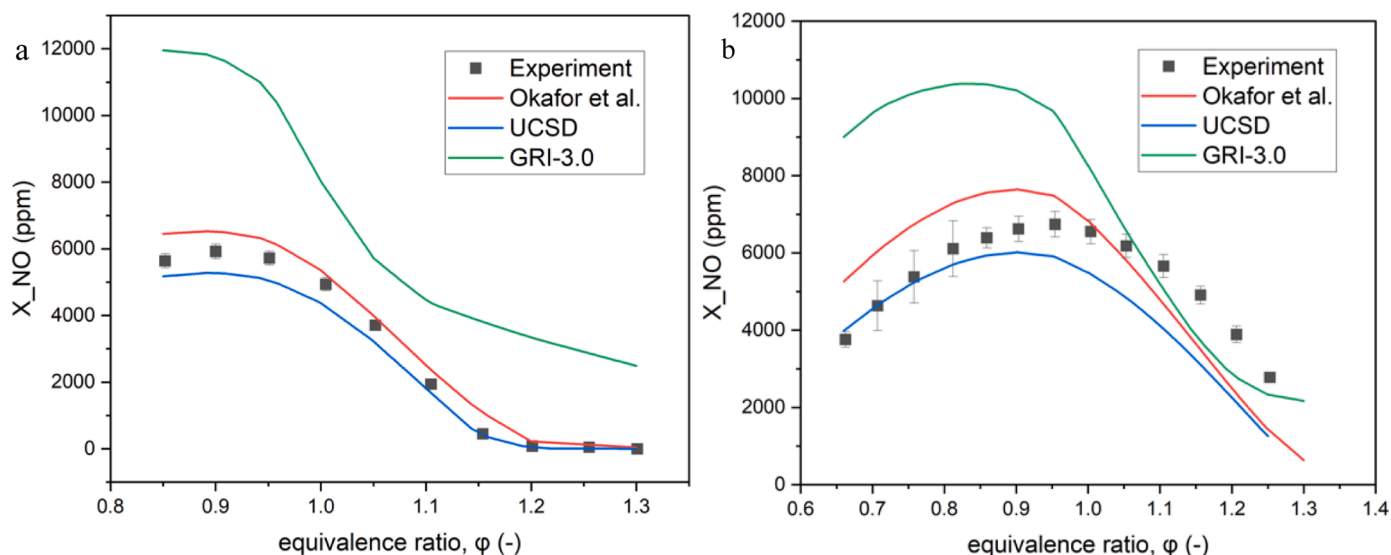 a
12000
10000
8000
6000
4000
2000
0
X_NO (ppm)
Experiment
Okafor et al.
UCSD
GRI-3.0
0.8 0.9 1.0 1.1 1.2 1.3
equivalence ratio, φ (-)
b
12000
10000
8000
6000
4000
2000
0
X_NO (ppm)
Experiment
Okafor et al.
UCSD
GRI-3.0
0.6 0.7 0.8 0.9 1.0 1.1 1.2 1.3 1.4
equivalence ratio, φ (-)